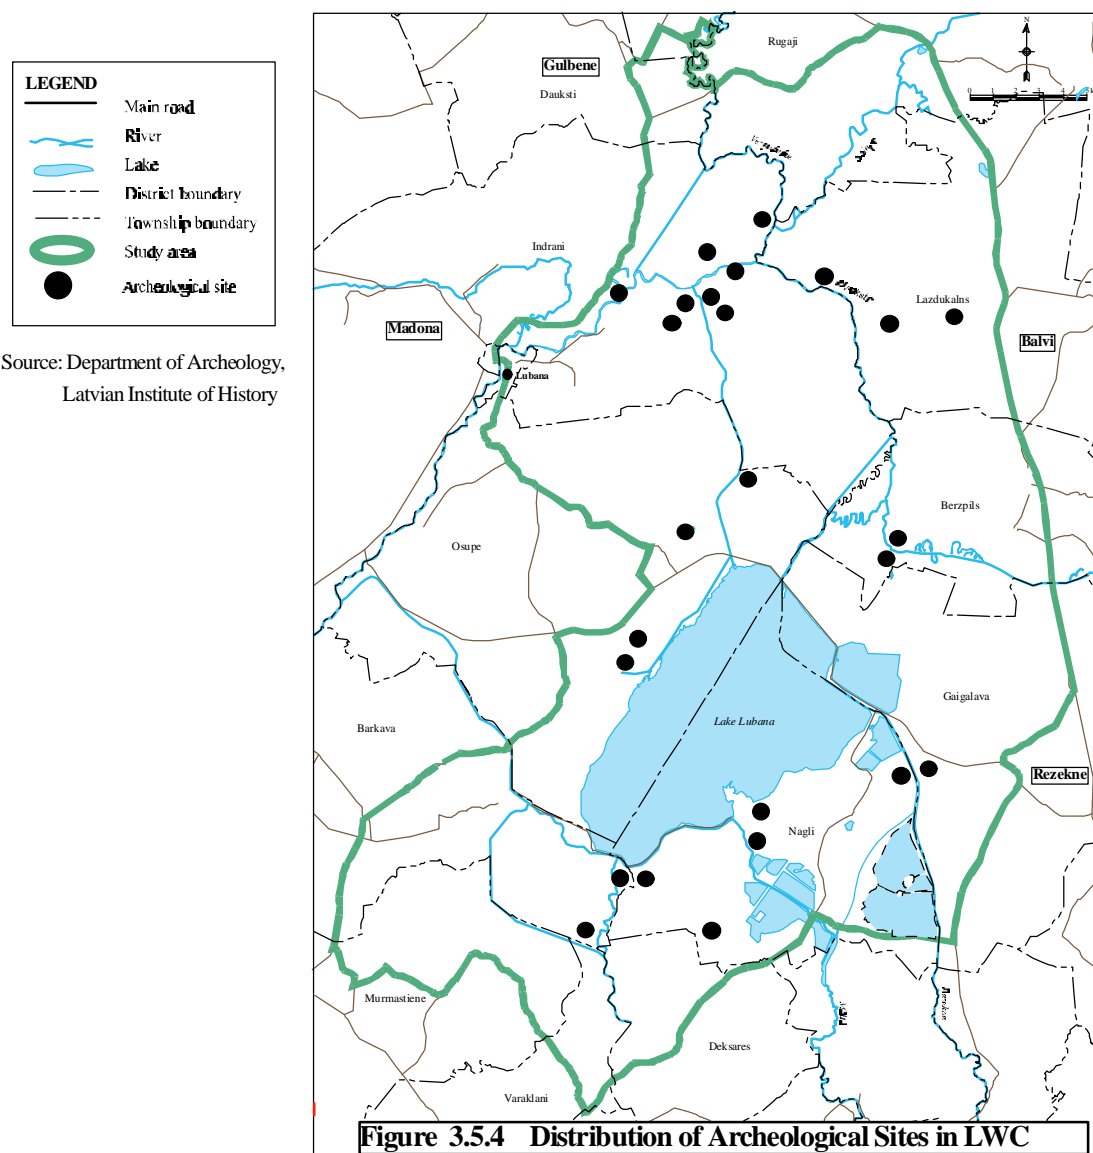 LEGEND
Main road
River
Lake
District boundary
Township boundary
Study area
Archeological site
Source: Department of Archeology,
Latvian Institute of History
N
Rugaji
Gulbene
Dauksti
Indrani
Lazdukalns
Madona
Balvi
Lubana
Berzpils
Osupe
Gaigalava
Lake Lubana
Barkava
Rezekne
Nagli
Murmastiene
Deksares
Varaklani
Figure 3.5.4 Distribution of Archeological Sites in LWC